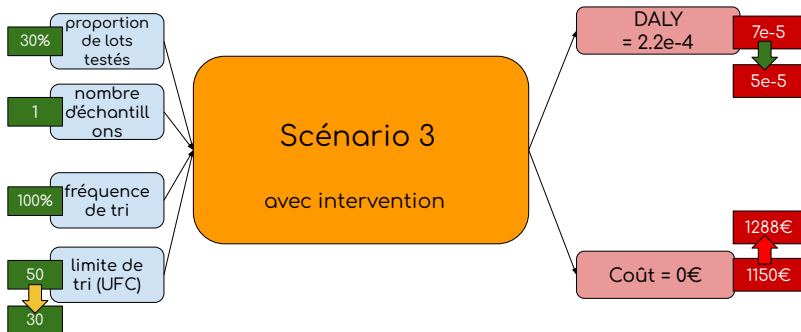 30%
proportion
de lots
testés
1
nombre
d'échantill
ons
100%
fréquence
de tri
50
limite de
tri (UFC)
30
Scénario 3
avec intervention
DALY
= 2.2e-4
7e-5
5e-5
1288€
Coût = 0€
1150€